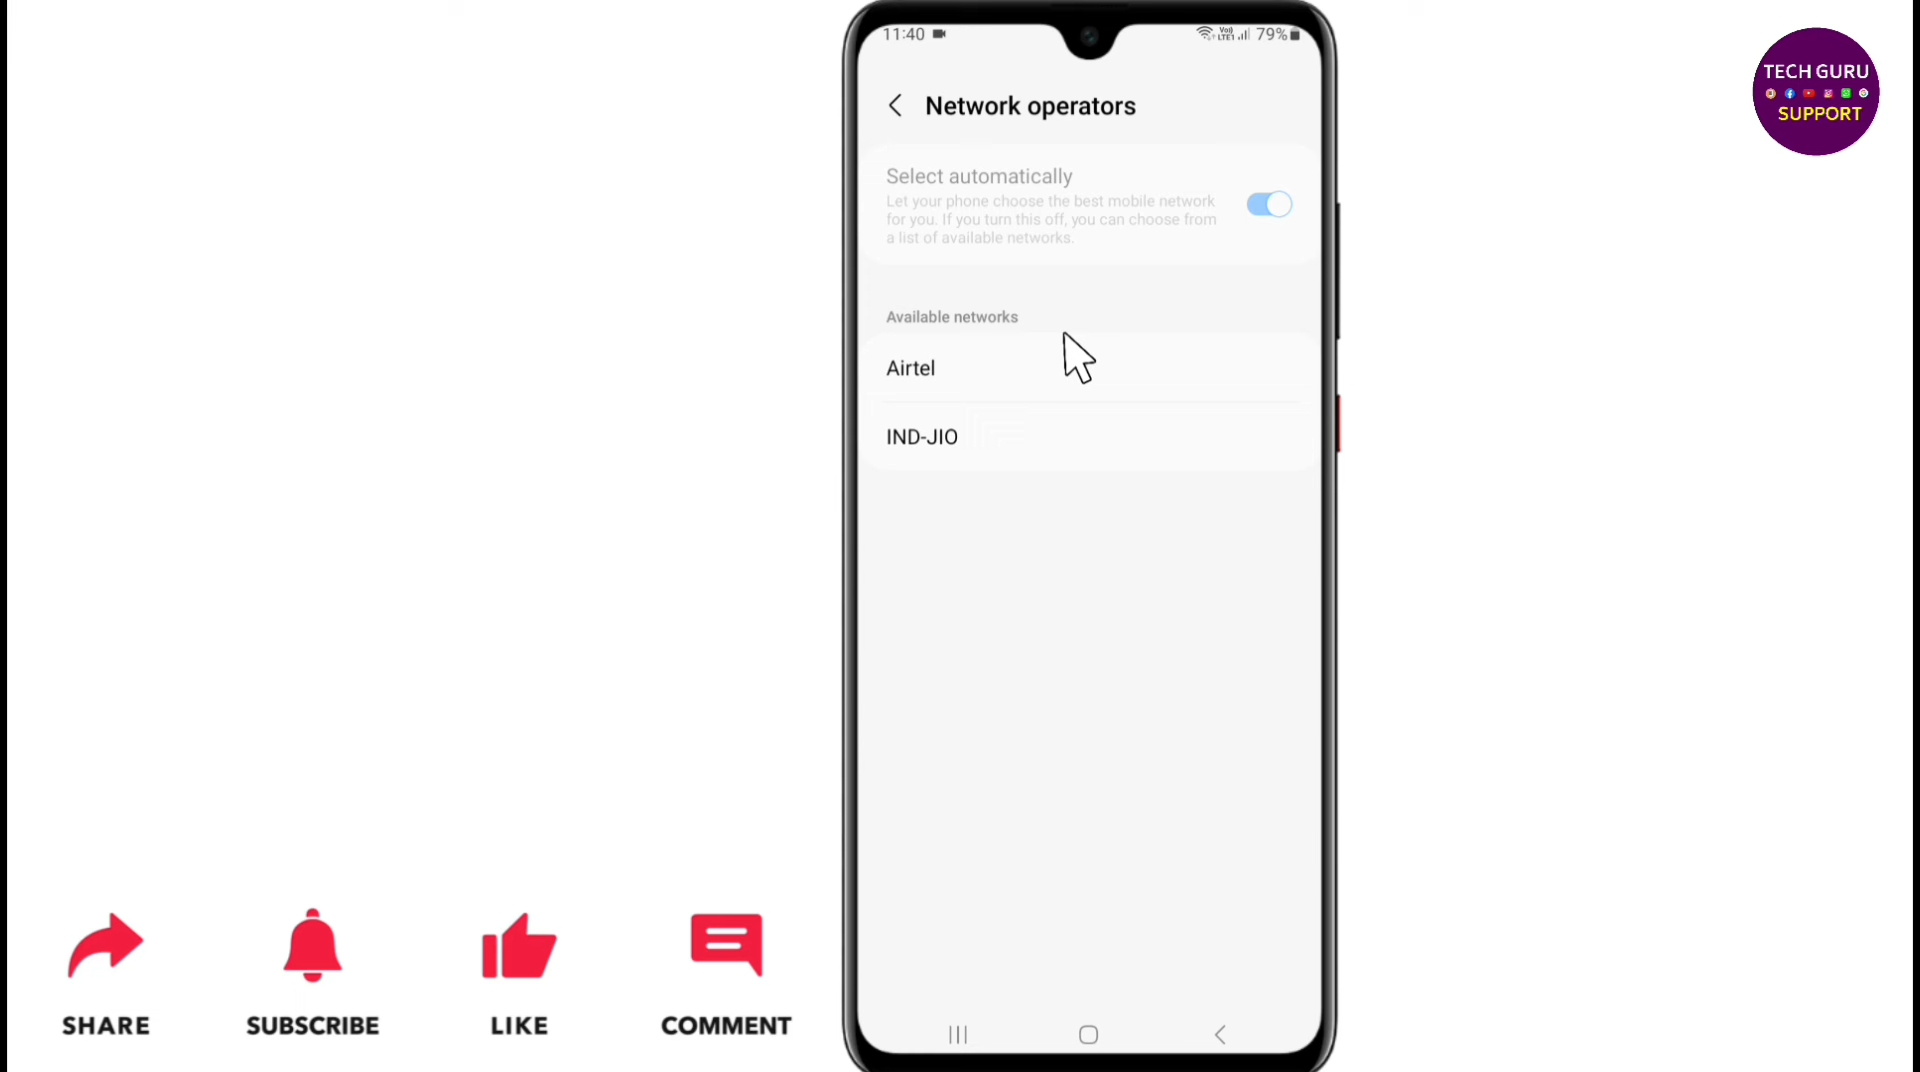 11:40
Vo)
LTE1
79%
Network operators
Select automatically
Let your phone choose the best mobile network
for you. If you turn this off, you can choose from
a list of available networks.
Available networks
Airtel
IND-JIO
TECH GURU
SUPPORT
SHARE
SUBSCRIBE
LIKE
COMMENT